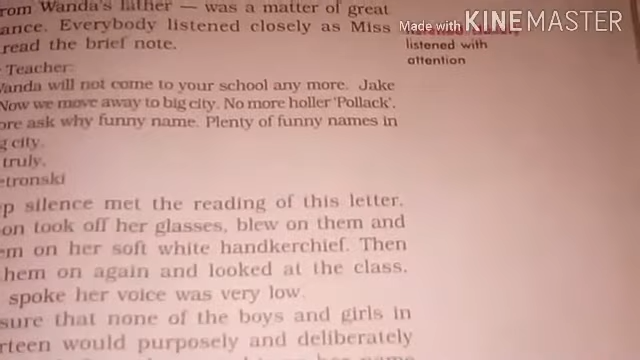 rom Wanda's father — was a matter of great
ance. Everybody listened closely as Miss
read the brief note.
Teacher:
Wanda will not come to your school any more. Jake
Now we move away to big city. No more holler 'Pollack'.
ore ask why funny name. Plenty of funny names in
g city.
truly,
etronski
p silence met the reading of this letter.
on took off her glasses, blew on them and
em on her soft white handkerchief. Then
hem on again and looked at the class.
spoke her voice was very low.
sure that none of the boys and girls in
rteen would purposely and deliberately
Made with KINEMASTER
listened with
attention